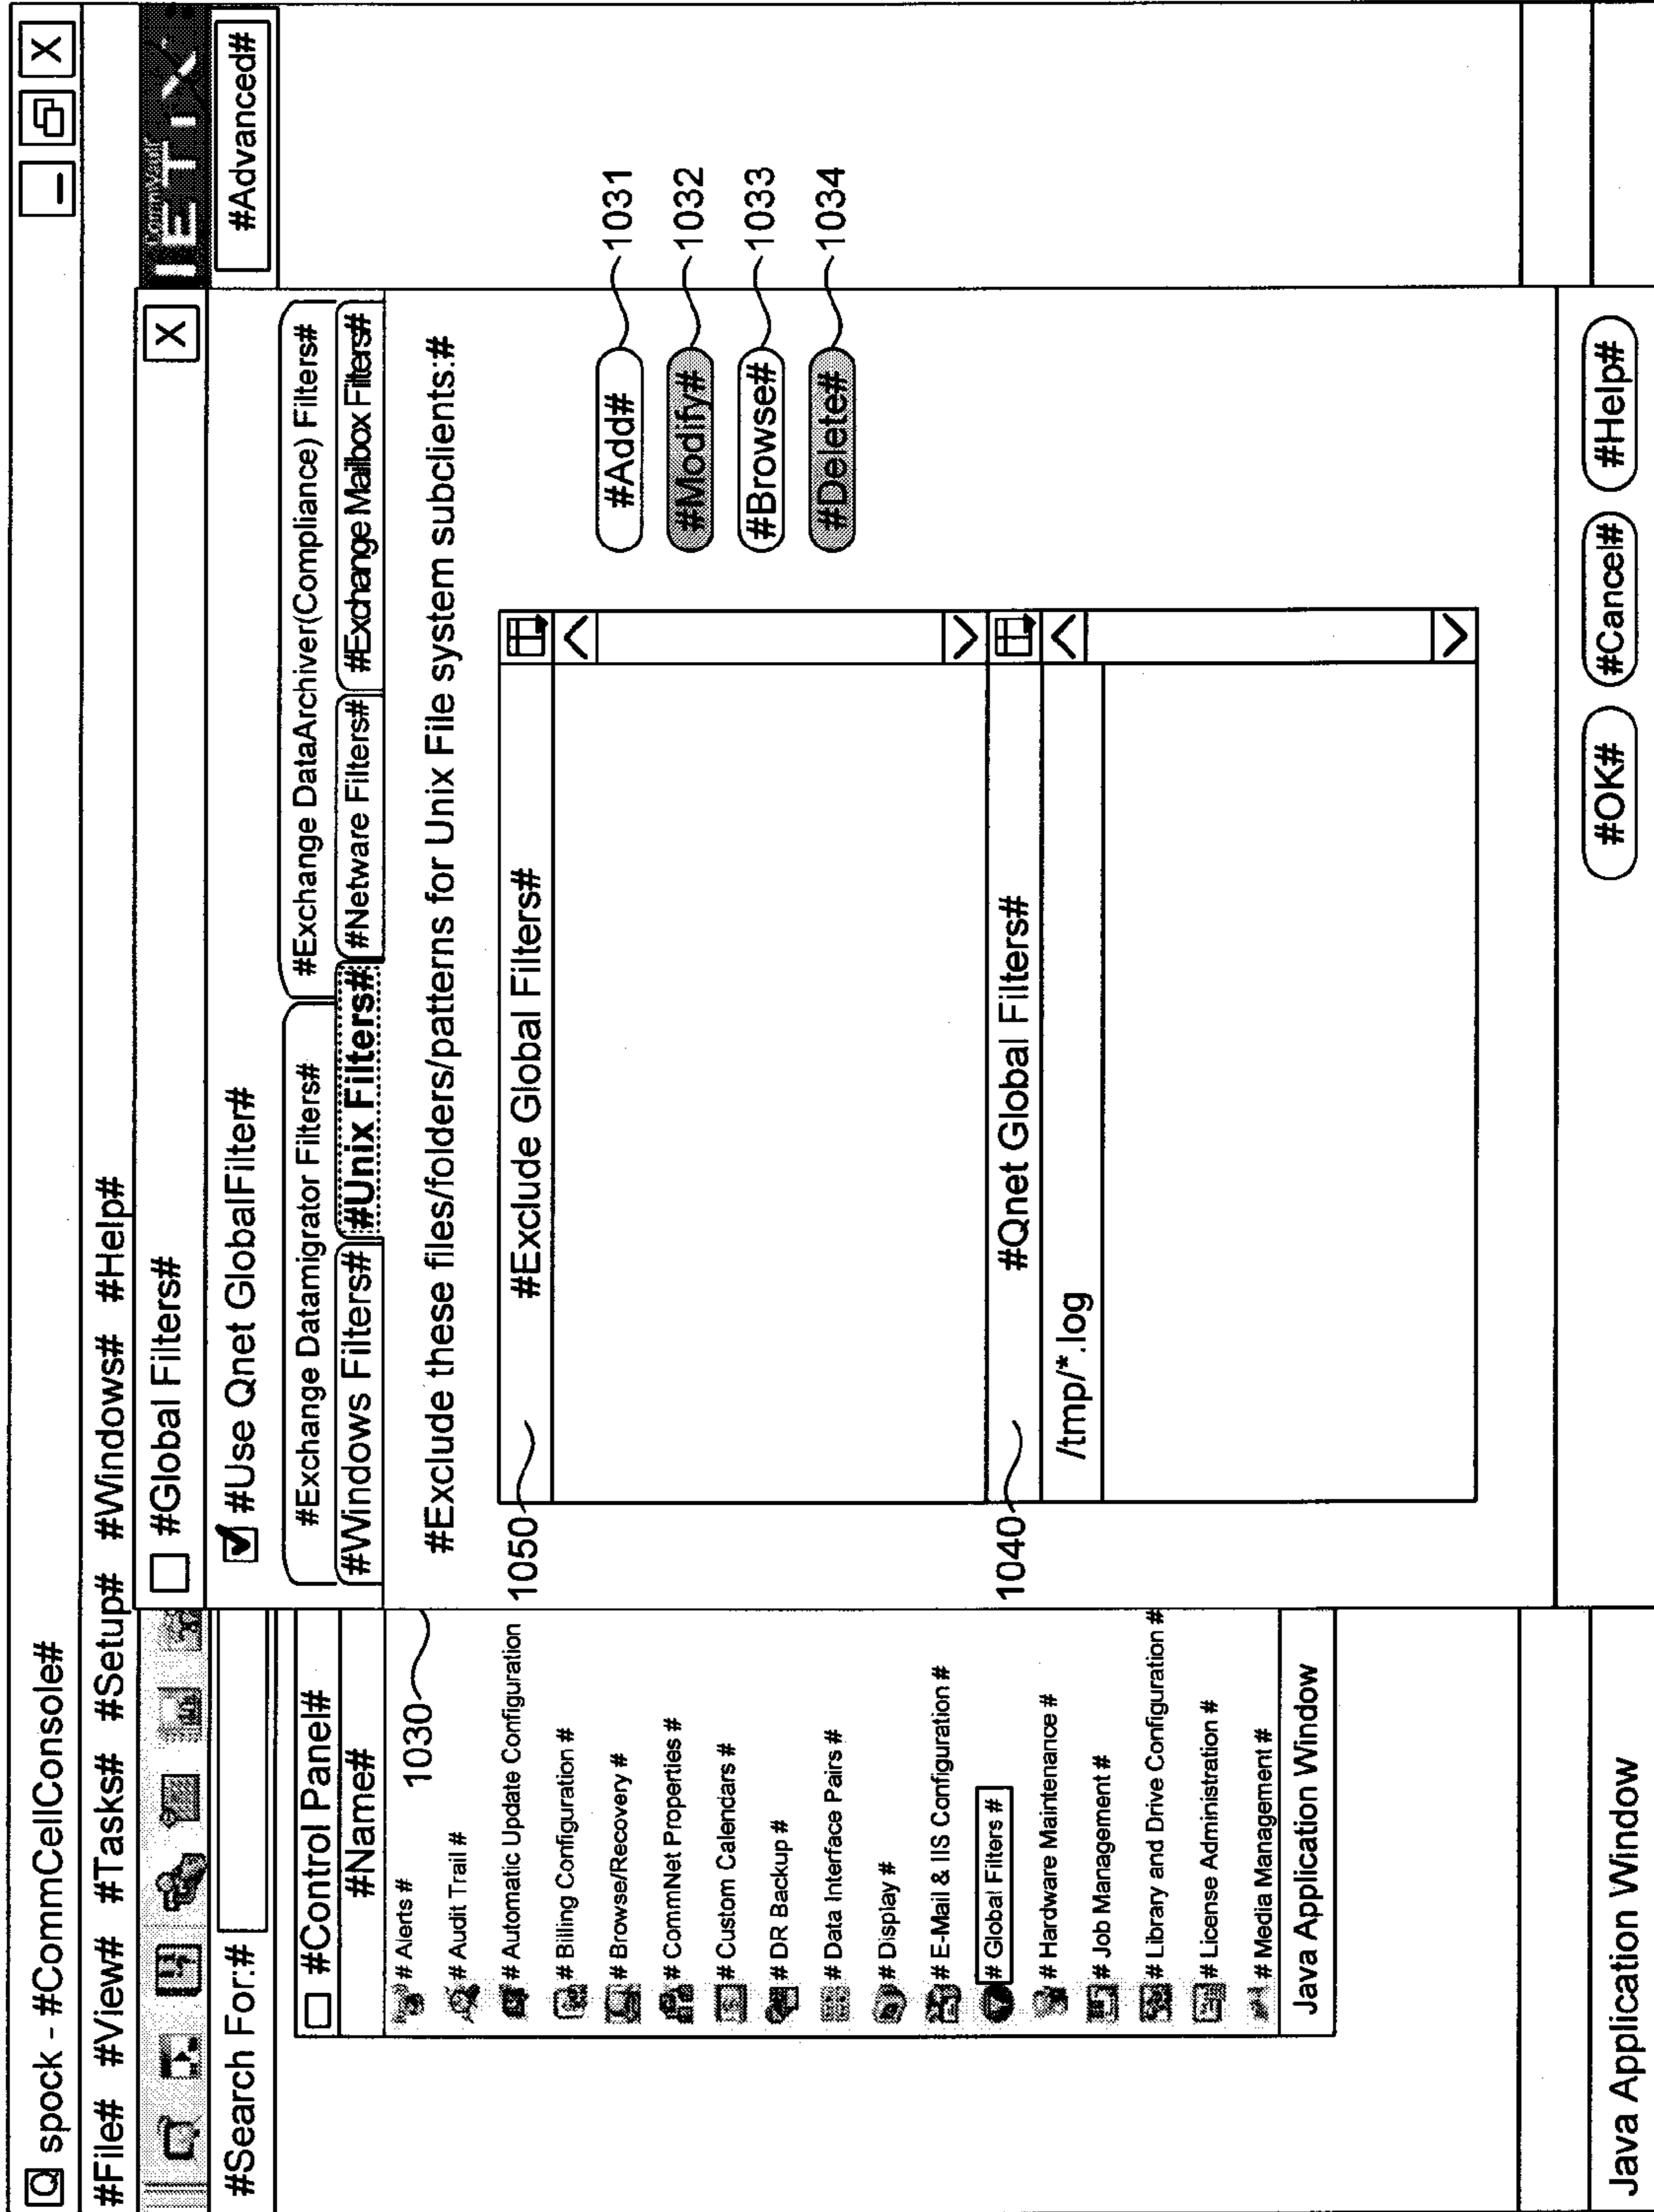 Q spock - #CommCellConsole#
#File# #View# #Tasks# #Setup# #Windows# #Help#
#Search For:#
#Advanced#
#Control Panel#
#Name#
1030
# Alerts #
# Audit Trail #
# Automatic Update Configuration
# Billing Configuration #
# Browse/Recovery #
# CommNet Properties #
# Custom Calendars #
# DR Backup #
# Data Interface Pairs #
# Display #
# E-Mail & IIS Configuration #
# Global Filters #
# Hardware Maintenance #
# Job Management #
# Library and Drive Configuration #
# License Administration #
# Media Management #
Java Application Window
#Global Filters#
#Use Qnet GlobalFilter#
#Exchange Datamigrator Filters# #Exchange DataArchiver(Compliance) Filters#
#Windows Filters# #Unix Filters# #Netware Filters# #Exchange Mailbox Filters#
#Exclude these files/folders/patterns for Unix File system subclients:#
1050
#Exclude Global Filters#
1040
#Qnet Global Filters#
/tmp/*.log
#Add# 1031
#Modify# 1032
#Browse# 1033
#Delete# 1034
#OK# #Cancel# #Help#
Java Application Window